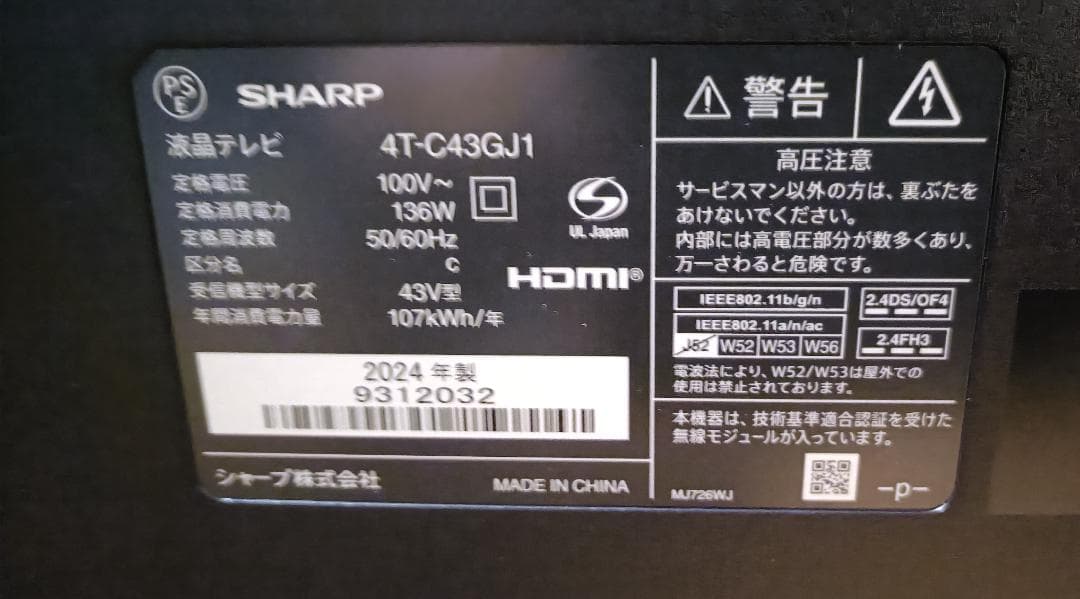 PSE SHARP
液晶テレビ 4T-C43GJ1
定格電圧 100V～
定格消費電力 136W
定格周波数 50/60Hz
区分名 C
受信機型サイズ 43V型
年間消費電力量 107kWh/年
UL Japan
HDMI®
2024 年製
9312032
シャープ株式会社 MADE IN CHINA
警告
高圧注意
サービスマン以外の方は、裏ぶたを
あけないでください。
内部には高電圧部分が数多くあり、
万一さわると危険です。
IEEE802.11b/g/n 2.4DS/OF4
IEEE802.11a/n/ac
J52 W52 W53 W56 2.4FH3
電波法により、W52/W53は屋外での
使用は禁止されております。
本機器は、技術基準適合認証を受けた
無線モジュールが入っています。
MJ726WJ -p-